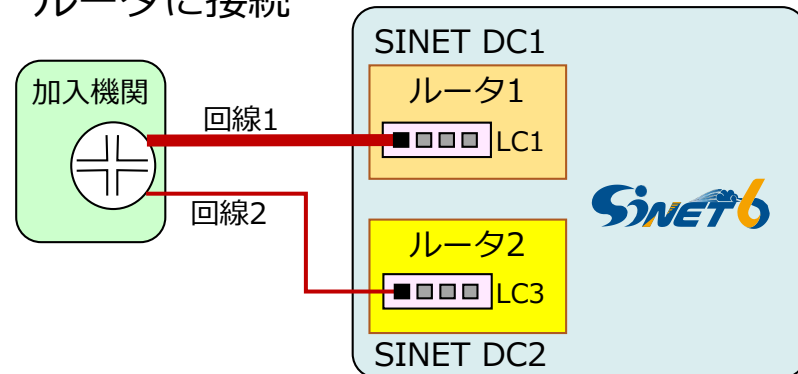 ルータに接続
SINET DC1
加入機関
ルータ1
回線1
LC1
SINET6
回線2
ルータ2
LC3
SINET DC2